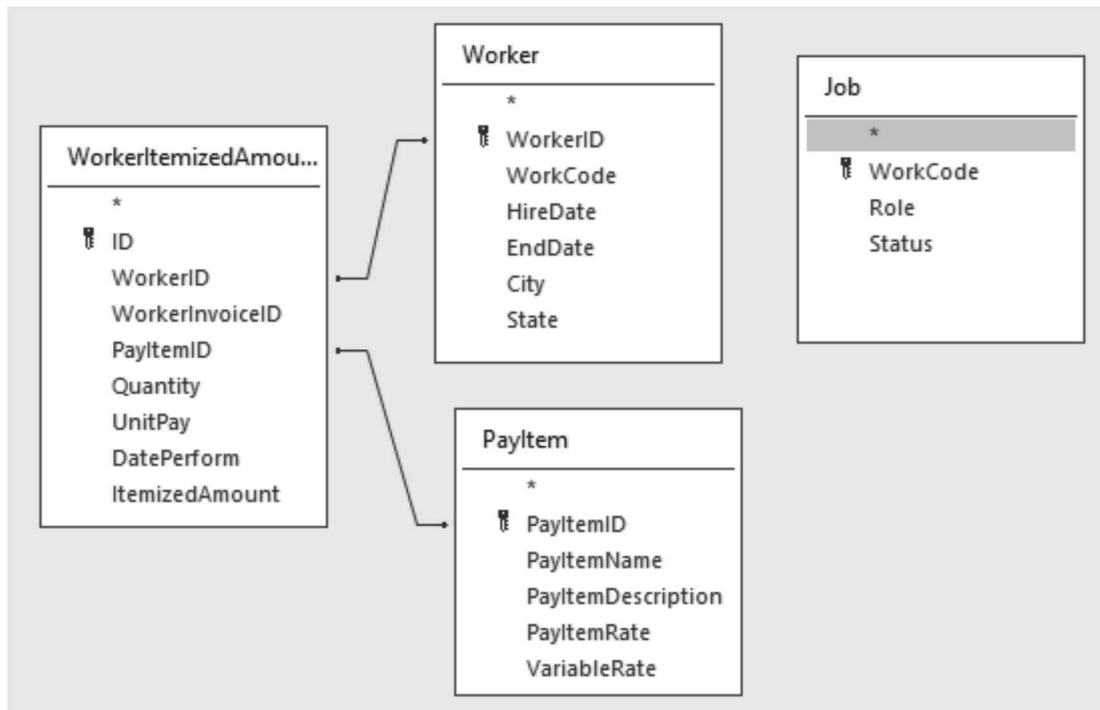 WorkerItemizedAmou...
*
ID
WorkerID
WorkerInvoiceID
PayItemID
Quantity
UnitPay
DatePerform
ItemizedAmount
Worker
*
WorkerID
WorkCode
HireDate
EndDate
City
State
PayItem
*
PayItemID
PayItemName
PayItemDescription
PayItemRate
VariableRate
Job
*
WorkCode
Role
Status